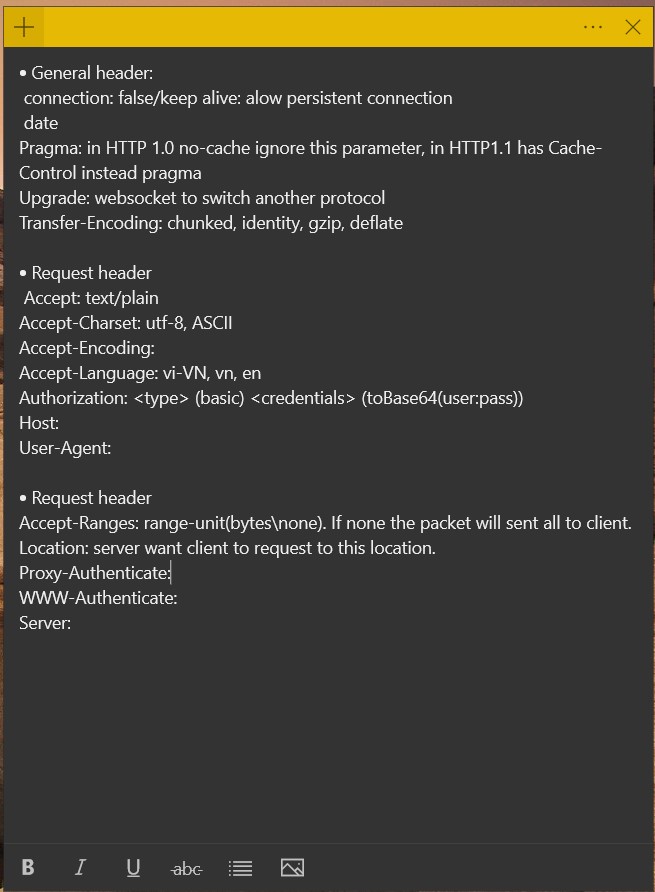 • General header:
connection: false/keep alive: alow persistent connection
date
Pragma: in HTTP 1.0 no-cache ignore this parameter, in HTTP1.1 has Cache-
Control instead pragma
Upgrade: websocket to switch another protocol
Transfer-Encoding: chunked, identity, gzip, deflate
• Request header
Accept: text/plain
Accept-Charset: utf-8, ASCII
Accept-Encoding:
Accept-Language: vi-VN, vn, en
Authorization: <type> (basic) <credentials> (toBase64(user:pass))
Host:
User-Agent:
• Request header
Accept-Ranges: range-unit(bytes\none). If none the packet will sent all to client.
Location: server want client to request to this location.
Proxy-Authenticate:
WWW-Authenticate:
Server:
B I U abc